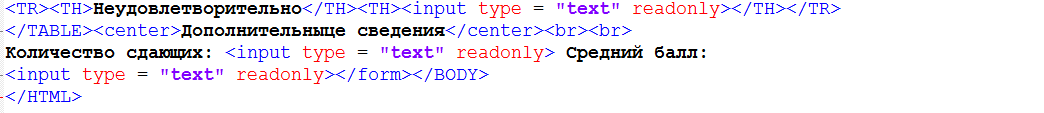 <TR><TH>Неудовлетворительно</TH><TH><input type = "text" readonly></TH></TR>
</TABLE><center>Дополнительныце сведения</center><br><br>
Количество сдающих: <input type = "text" readonly> Средний балл:
<input type = "text" readonly></form></BODY>
</HTML>